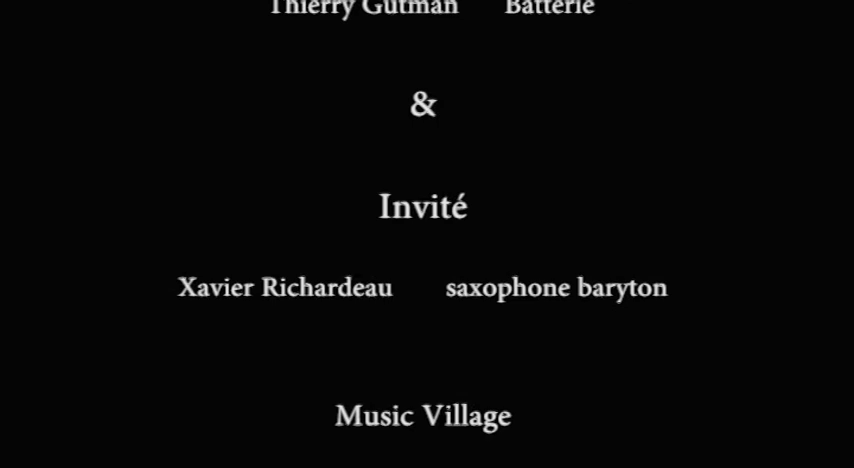 Thierry Gutman Batterie
&
Invité
Xavier Richardeau saxophone baryton
Music Village